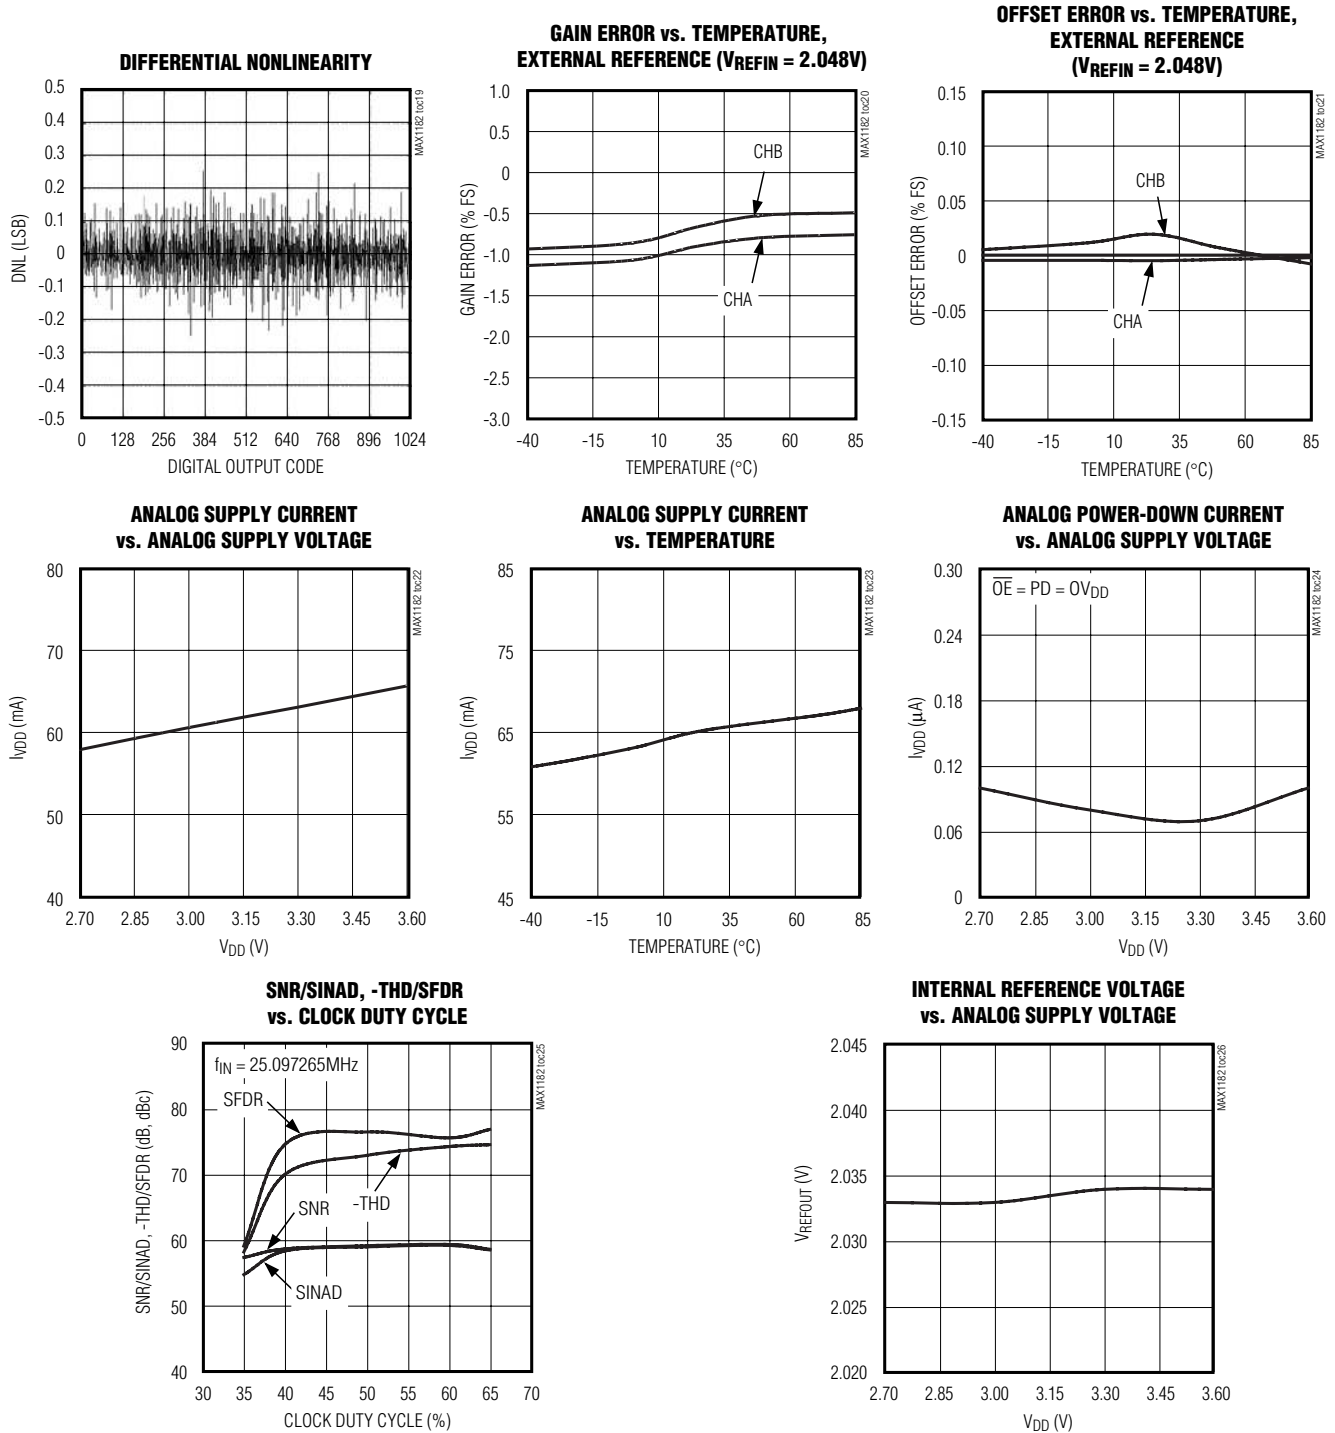 DIFFERENTIAL NONLINEARITY
0.5
0.4
0.3
0.2
0.1
0
-0.1
-0.2
-0.3
-0.4
-0.5
DNL (LSB)
0 128 256 384 512 640 768 896 1024
DIGITAL OUTPUT CODE
MAX1182 toc19
GAIN ERROR vs. TEMPERATURE,
EXTERNAL REFERENCE (VREFIN = 2.048V)
1.0
0.5
0
-0.5
-1.0
-1.5
-2.0
-2.5
-3.0
GAIN ERROR (% FS)
CHB
CHA
-40 -15 10 35 60 85
TEMPERATURE (°C)
MAX1182 toc20
OFFSET ERROR vs. TEMPERATURE,
EXTERNAL REFERENCE
(VREFIN = 2.048V)
0.15
0.10
0.05
0
-0.05
-0.10
-0.15
OFFSET ERROR (% FS)
CHB
CHA
-40 -15 10 35 60 85
TEMPERATURE (°C)
MAX1182 toc21
ANALOG SUPPLY CURRENT
vs. ANALOG SUPPLY VOLTAGE
80
70
60
50
40
IVDD (mA)
2.70 2.85 3.00 3.15 3.30 3.45 3.60
VDD (V)
MAX1182 toc22
ANALOG SUPPLY CURRENT
vs. TEMPERATURE
85
75
65
55
45
IVDD (mA)
-40 -15 10 35 60 85
TEMPERATURE (°C)
MAX1182 toc23
ANALOG POWER-DOWN CURRENT
vs. ANALOG SUPPLY VOLTAGE
0.30
0.24
0.18
0.12
0.06
0
IVDD (µA)
OE = PD = OVDD
2.70 2.85 3.00 3.15 3.30 3.45 3.60
VDD (V)
MAX1182 toc24
SNR/SINAD, -THD/SFDR
vs. CLOCK DUTY CYCLE
90
80
70
60
50
40
SNR/SINAD, -THD/SFDR (dB, dBc)
fIN = 25.097265MHz
SFDR
SNR
-THD
SINAD
30 35 40 45 50 55 60 65 70
CLOCK DUTY CYCLE (%)
MAX1182 toc25
INTERNAL REFERENCE VOLTAGE
vs. ANALOG SUPPLY VOLTAGE
2.045
2.040
2.035
2.030
2.025
2.020
VREFOUT (V)
2.70 2.85 3.00 3.15 3.30 3.45 3.60
VDD (V)
MAX1182 toc26